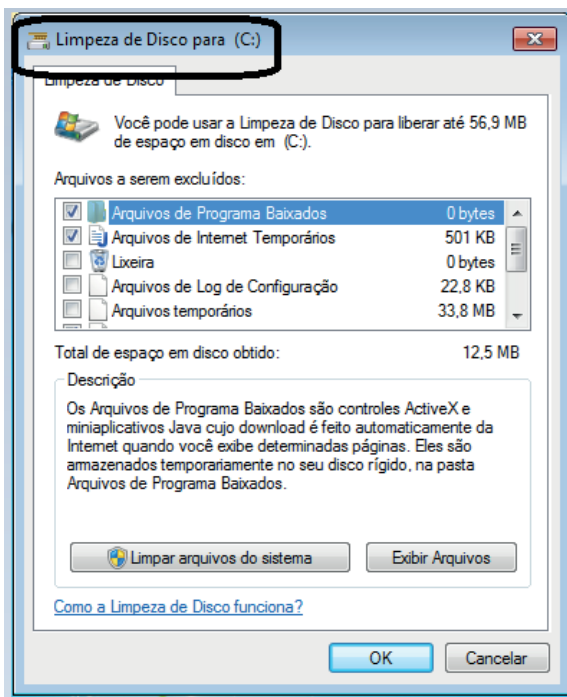 Limpeza de Disco para (C:)
Limpeza de Disco
Você pode usar a Limpeza de Disco para liberar até 56,9 MB
de espaço em disco em (C:).
Arquivos a serem excluídos:
Arquivos de Programa Baixados 0 bytes
Arquivos de Internet Temporários 501 KB
Lixeira 0 bytes
Arquivos de Log de Configuração 22,8 KB
Arquivos temporários 33,8 MB
Total de espaço em disco obtido: 12,5 MB
Descrição
Os Arquivos de Programa Baixados são controles ActiveX e
miniaplicativos Java cujo download é feito automaticamente da
Internet quando você exibe determinadas páginas. Eles são
armazenados temporariamente no seu disco rígido, na pasta
Arquivos de Programa Baixados.
Limpar arquivos do sistema Exibir Arquivos
Como a Limpeza de Disco funciona?
OK Cancelar